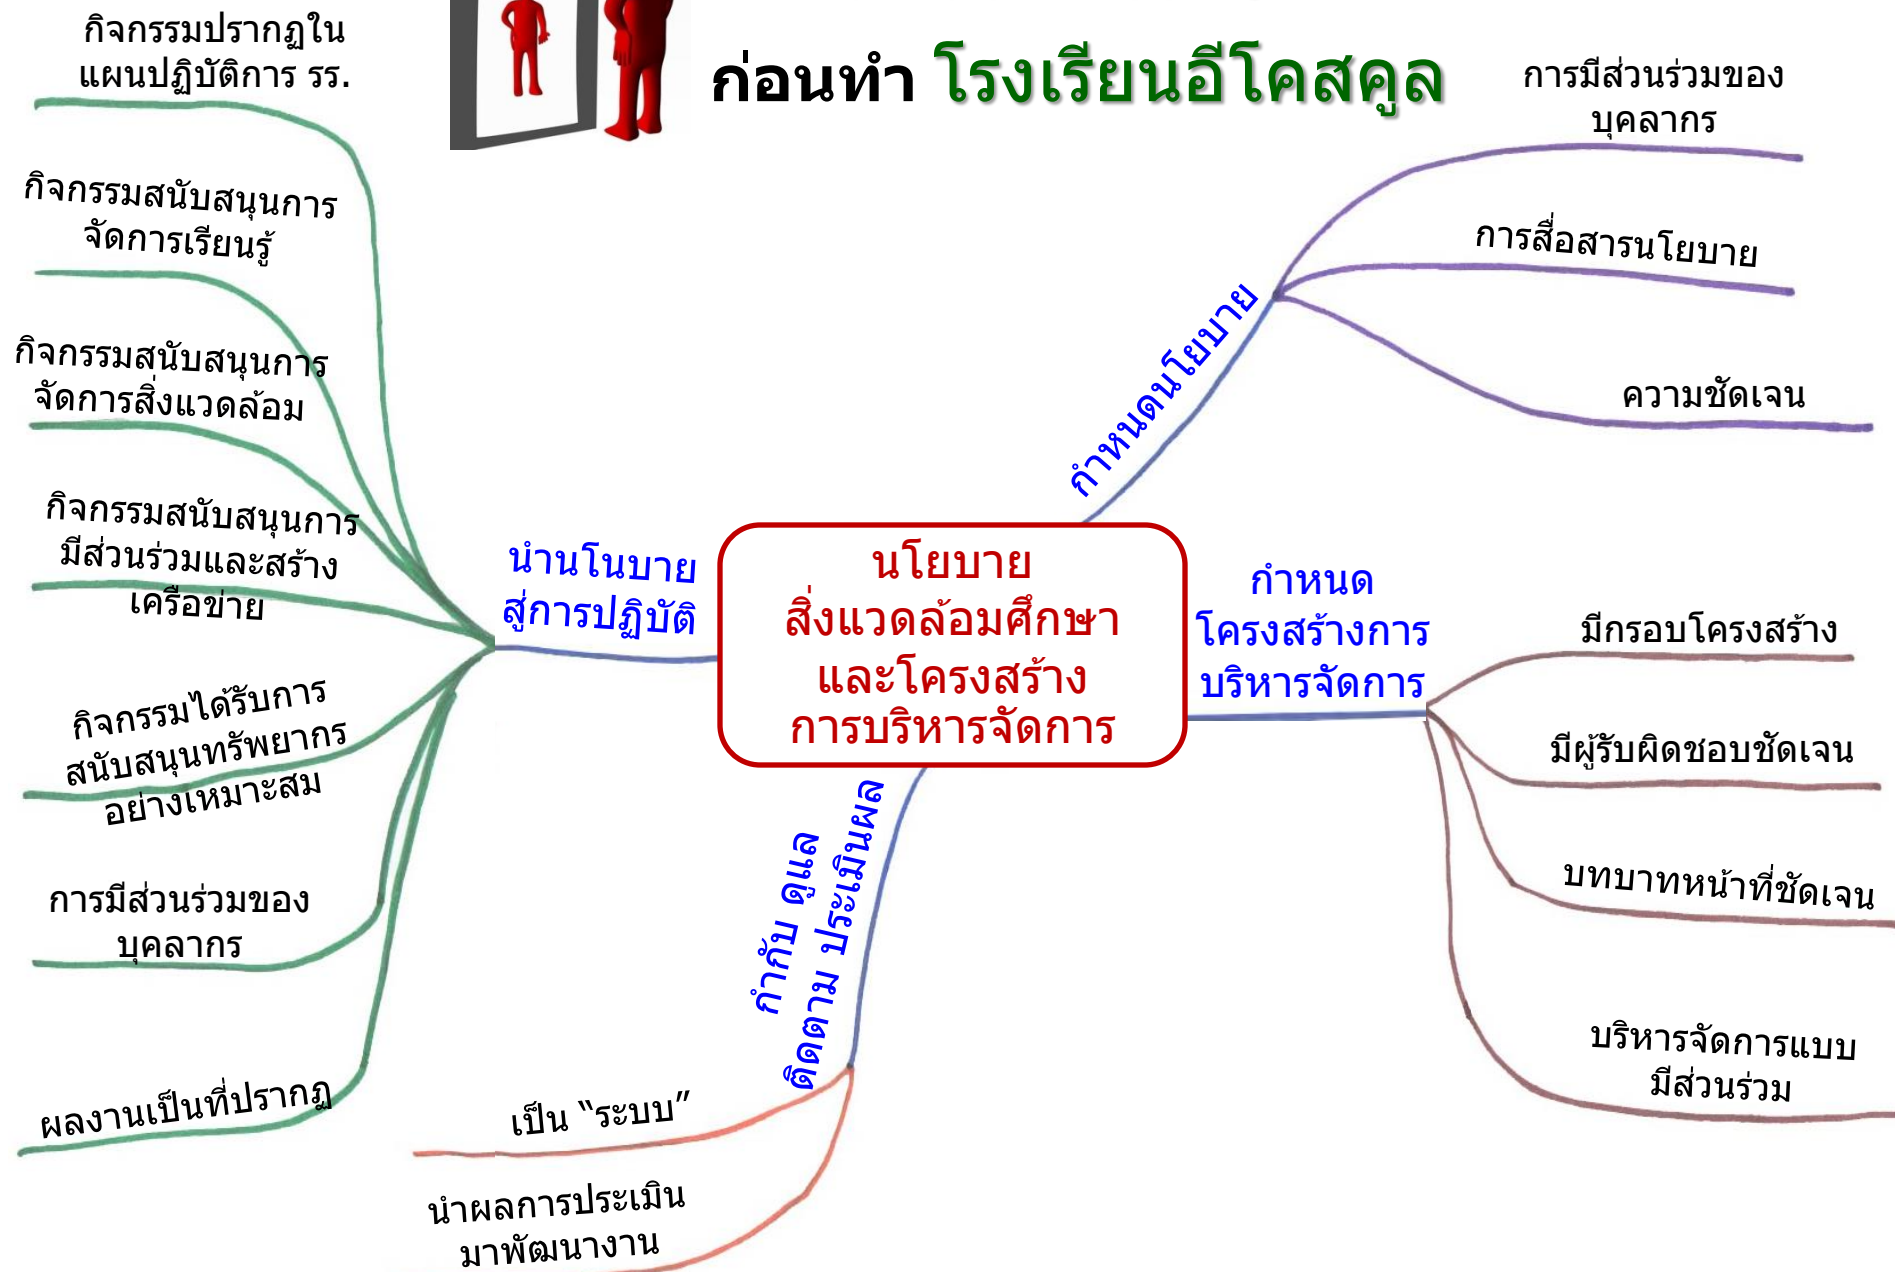 ก่อนทำ โรงเรียนอีโคสคูล
นโยบาย
สิ่งแวดล้อมศึกษา
และโครงสร้าง
การบริหารจัดการ
กำหนดนโยบาย
การมีส่วนร่วมของ
บุคลากร
การสื่อสารนโยบาย
ความชัดเจน
กำหนด
โครงสร้างการ
บริหารจัดการ
มีกรอบโครงสร้าง
มีผู้รับผิดชอบชัดเจน
บทบาทหน้าที่ชัดเจน
บริหารจัดการแบบ
มีส่วนร่วม
กำกับ ดูแล
ติดตาม ประเมินผล
เป็น “ระบบ”
นำผลการประเมิน
มาพัฒนางาน
นำนโนบาย
สู่การปฏิบัติ
กิจกรรมปรากฏใน
แผนปฏิบัติการ รร.
กิจกรรมสนับสนุนการ
จัดการเรียนรู้
กิจกรรมสนับสนุนการ
จัดการสิ่งแวดล้อม
กิจกรรมสนับสนุนการ
มีส่วนร่วมและสร้าง
เครือข่าย
กิจกรรมได้รับการ
สนับสนุนทรัพยากร
อย่างเหมาะสม
การมีส่วนร่วมของ
บุคลากร
ผลงานเป็นที่ปรากฏ